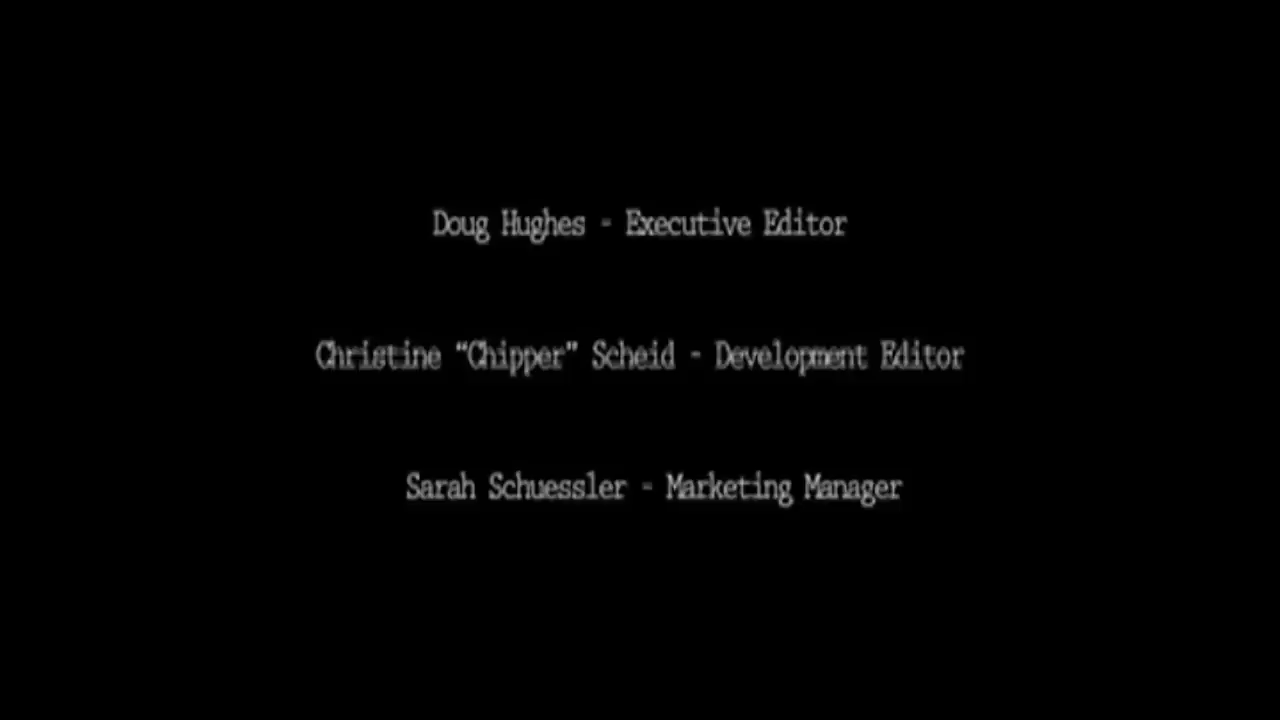 Doug Hughes - Executive Editor
Christine “Chipper” Scheid - Development Editor
Sarah Schuessler - Marketing Manager